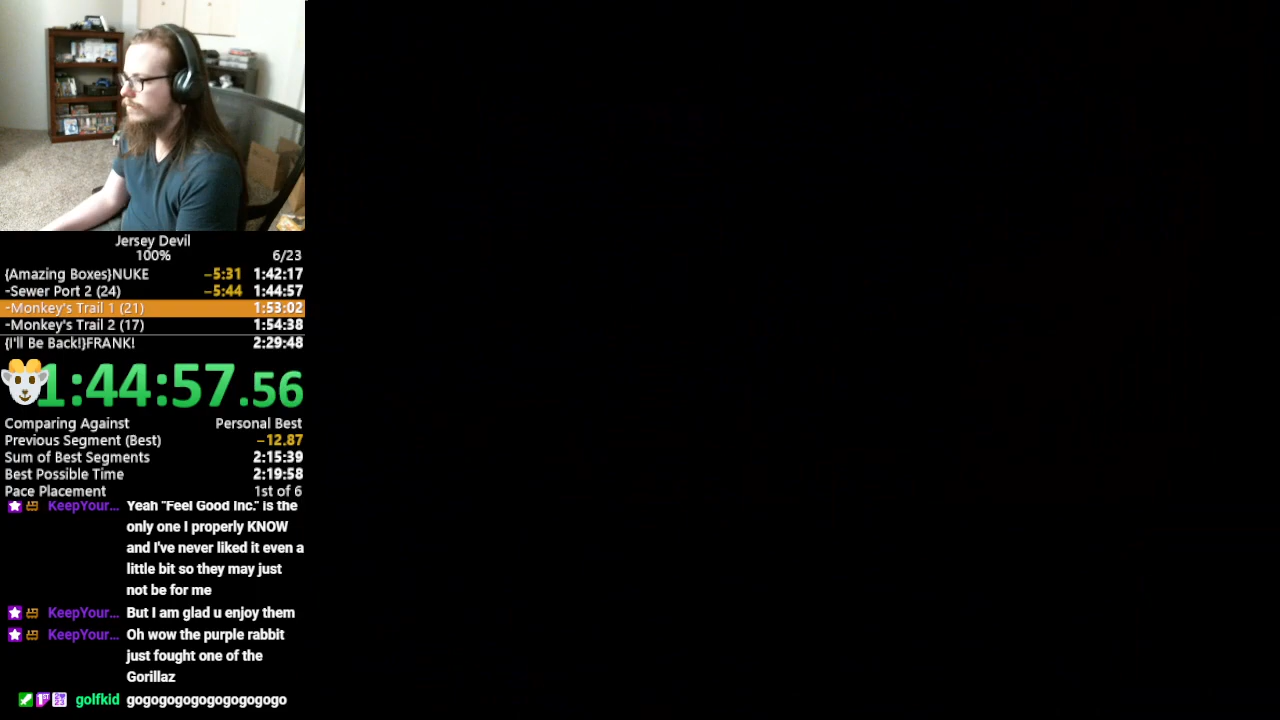 Jersey Devil
100% 6/23
{Amazing Boxes}NUKE −5:31 1:42:17
-Sewer Port 2 (24) −5:44 1:44:57
-Monkey's Trail 1 (21) 1:53:02
-Monkey's Trail 2 (17) 1:54:38
{I'll Be Back!}FRANK! 2:29:48
1:44:57.56
Comparing Against Personal Best
Previous Segment (Best) −12.87
Sum of Best Segments 2:15:39
Best Possible Time 2:19:58
Pace Placement 1st of 6
KeepYour... Yeah "Feel Good Inc." is the
only one I properly KNOW
and I've never liked it even a
little bit so they may just
not be for me
KeepYour... But I am glad u enjoy them
KeepYour... Oh wow the purple rabbit
just fought one of the
Gorillaz
golfkid gogogogogogogogogogo